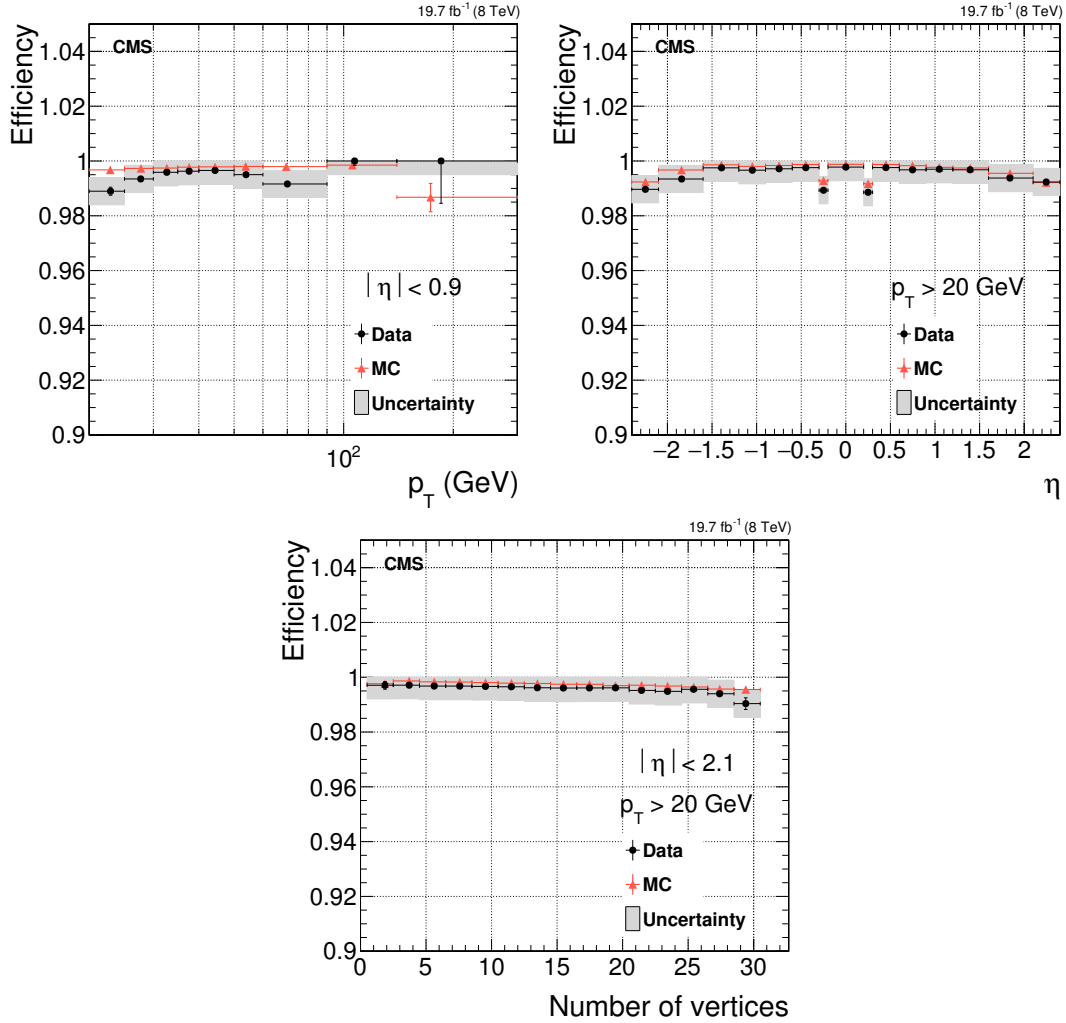 19.7 fb⁻¹ (8 TeV)
CMS
Efficiency
1.04
1.02
1
0.98
0.96
0.94
0.92
0.9
| η | < 0.9
Data
MC
Uncertainty
10²
p_T (GeV)
19.7 fb⁻¹ (8 TeV)
CMS
Efficiency
1.04
1.02
1
0.98
0.96
0.94
0.92
0.9
p_T > 20 GeV
Data
MC
Uncertainty
−2 −1.5 −1 −0.5 0 0.5 1 1.5 2
η
19.7 fb⁻¹ (8 TeV)
CMS
Efficiency
1.04
1.02
1
0.98
0.96
0.94
0.92
0.9
| η | < 2.1
p_T > 20 GeV
Data
MC
Uncertainty
0 5 10 15 20 25 30
Number of vertices